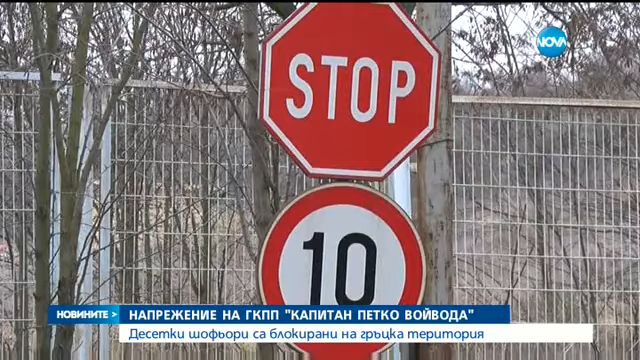 NOVA
STOP
10
НОВИНИТЕ
НАПРЕЖЕНИЕ НА ГКПП "КАПИТАН ПЕТКО ВОЙВОДА"
Десетки шофьори са блокирани на гръцка територия